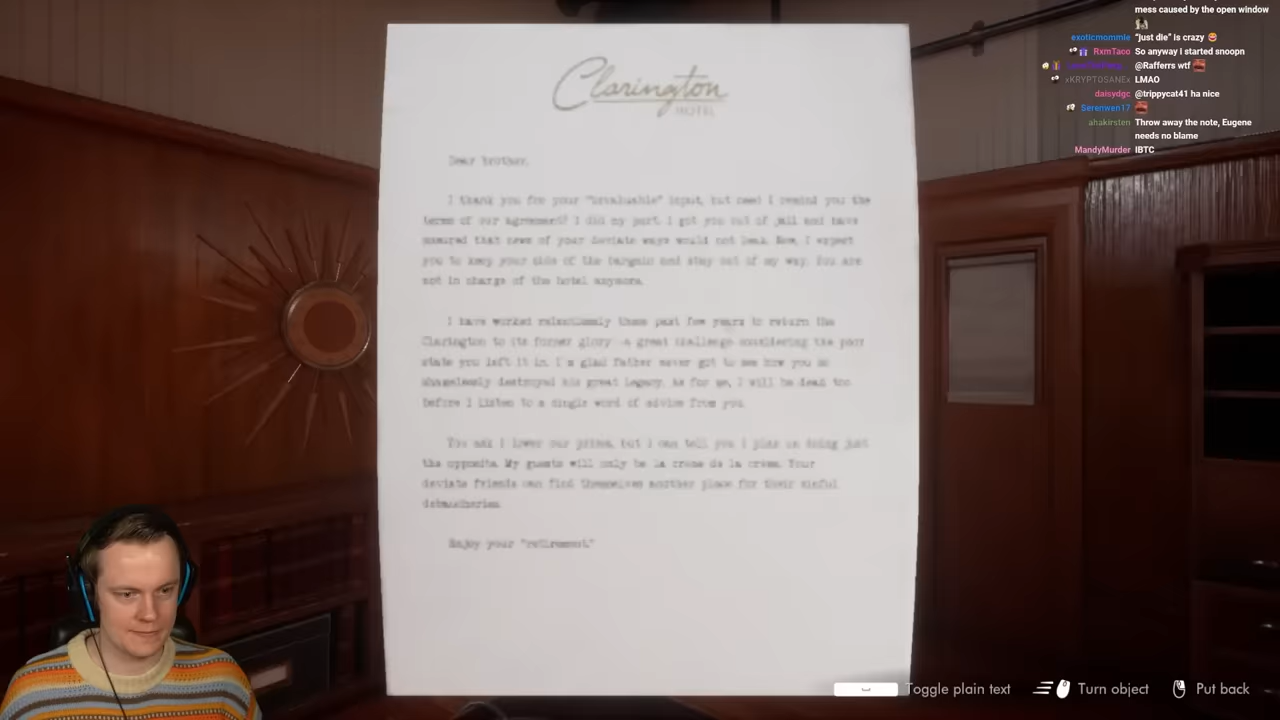 mess caused by the open window
exoticmommie "just die" is crazy
RxmTaco So anyway i started snoopn
@Rafferrs wtf
xKRYPTOSANEx LMAO
daisydgc @trippycat41 ha nice
Serenwen17
ahakirsten Throw away the note, Eugene
needs no blame
MandyMurder IBTC
Clarington
HOTEL
Dear brother,
I thank you for your "invaluable" input, but need I remind you the
terms of our agreement? I did my part. I got you out of jail and have
assured that news of your deviate ways would not leak. Now, I expect
you to keep your side of the bargain and stay out of my way. You are
not in charge of the hotel anymore.
I have worked relentlessly these past few years to return the
Clarington to its former glory -a great challenge considering the poor
state you left it in. I'm glad father never got to see how you so
shamelessly destroyed his great legacy. As for me, I will be dead too
before I listen to a single word of advice from you.
You ask I lower our prices, but I can tell you I plan on doing just
the opposite. My guests will only be la creme de la creme. Your
deviate friends can find themselves another place for their sinful
debaucheries.
Enjoy your "retirement"
Toggle plain text
Turn object
Put back